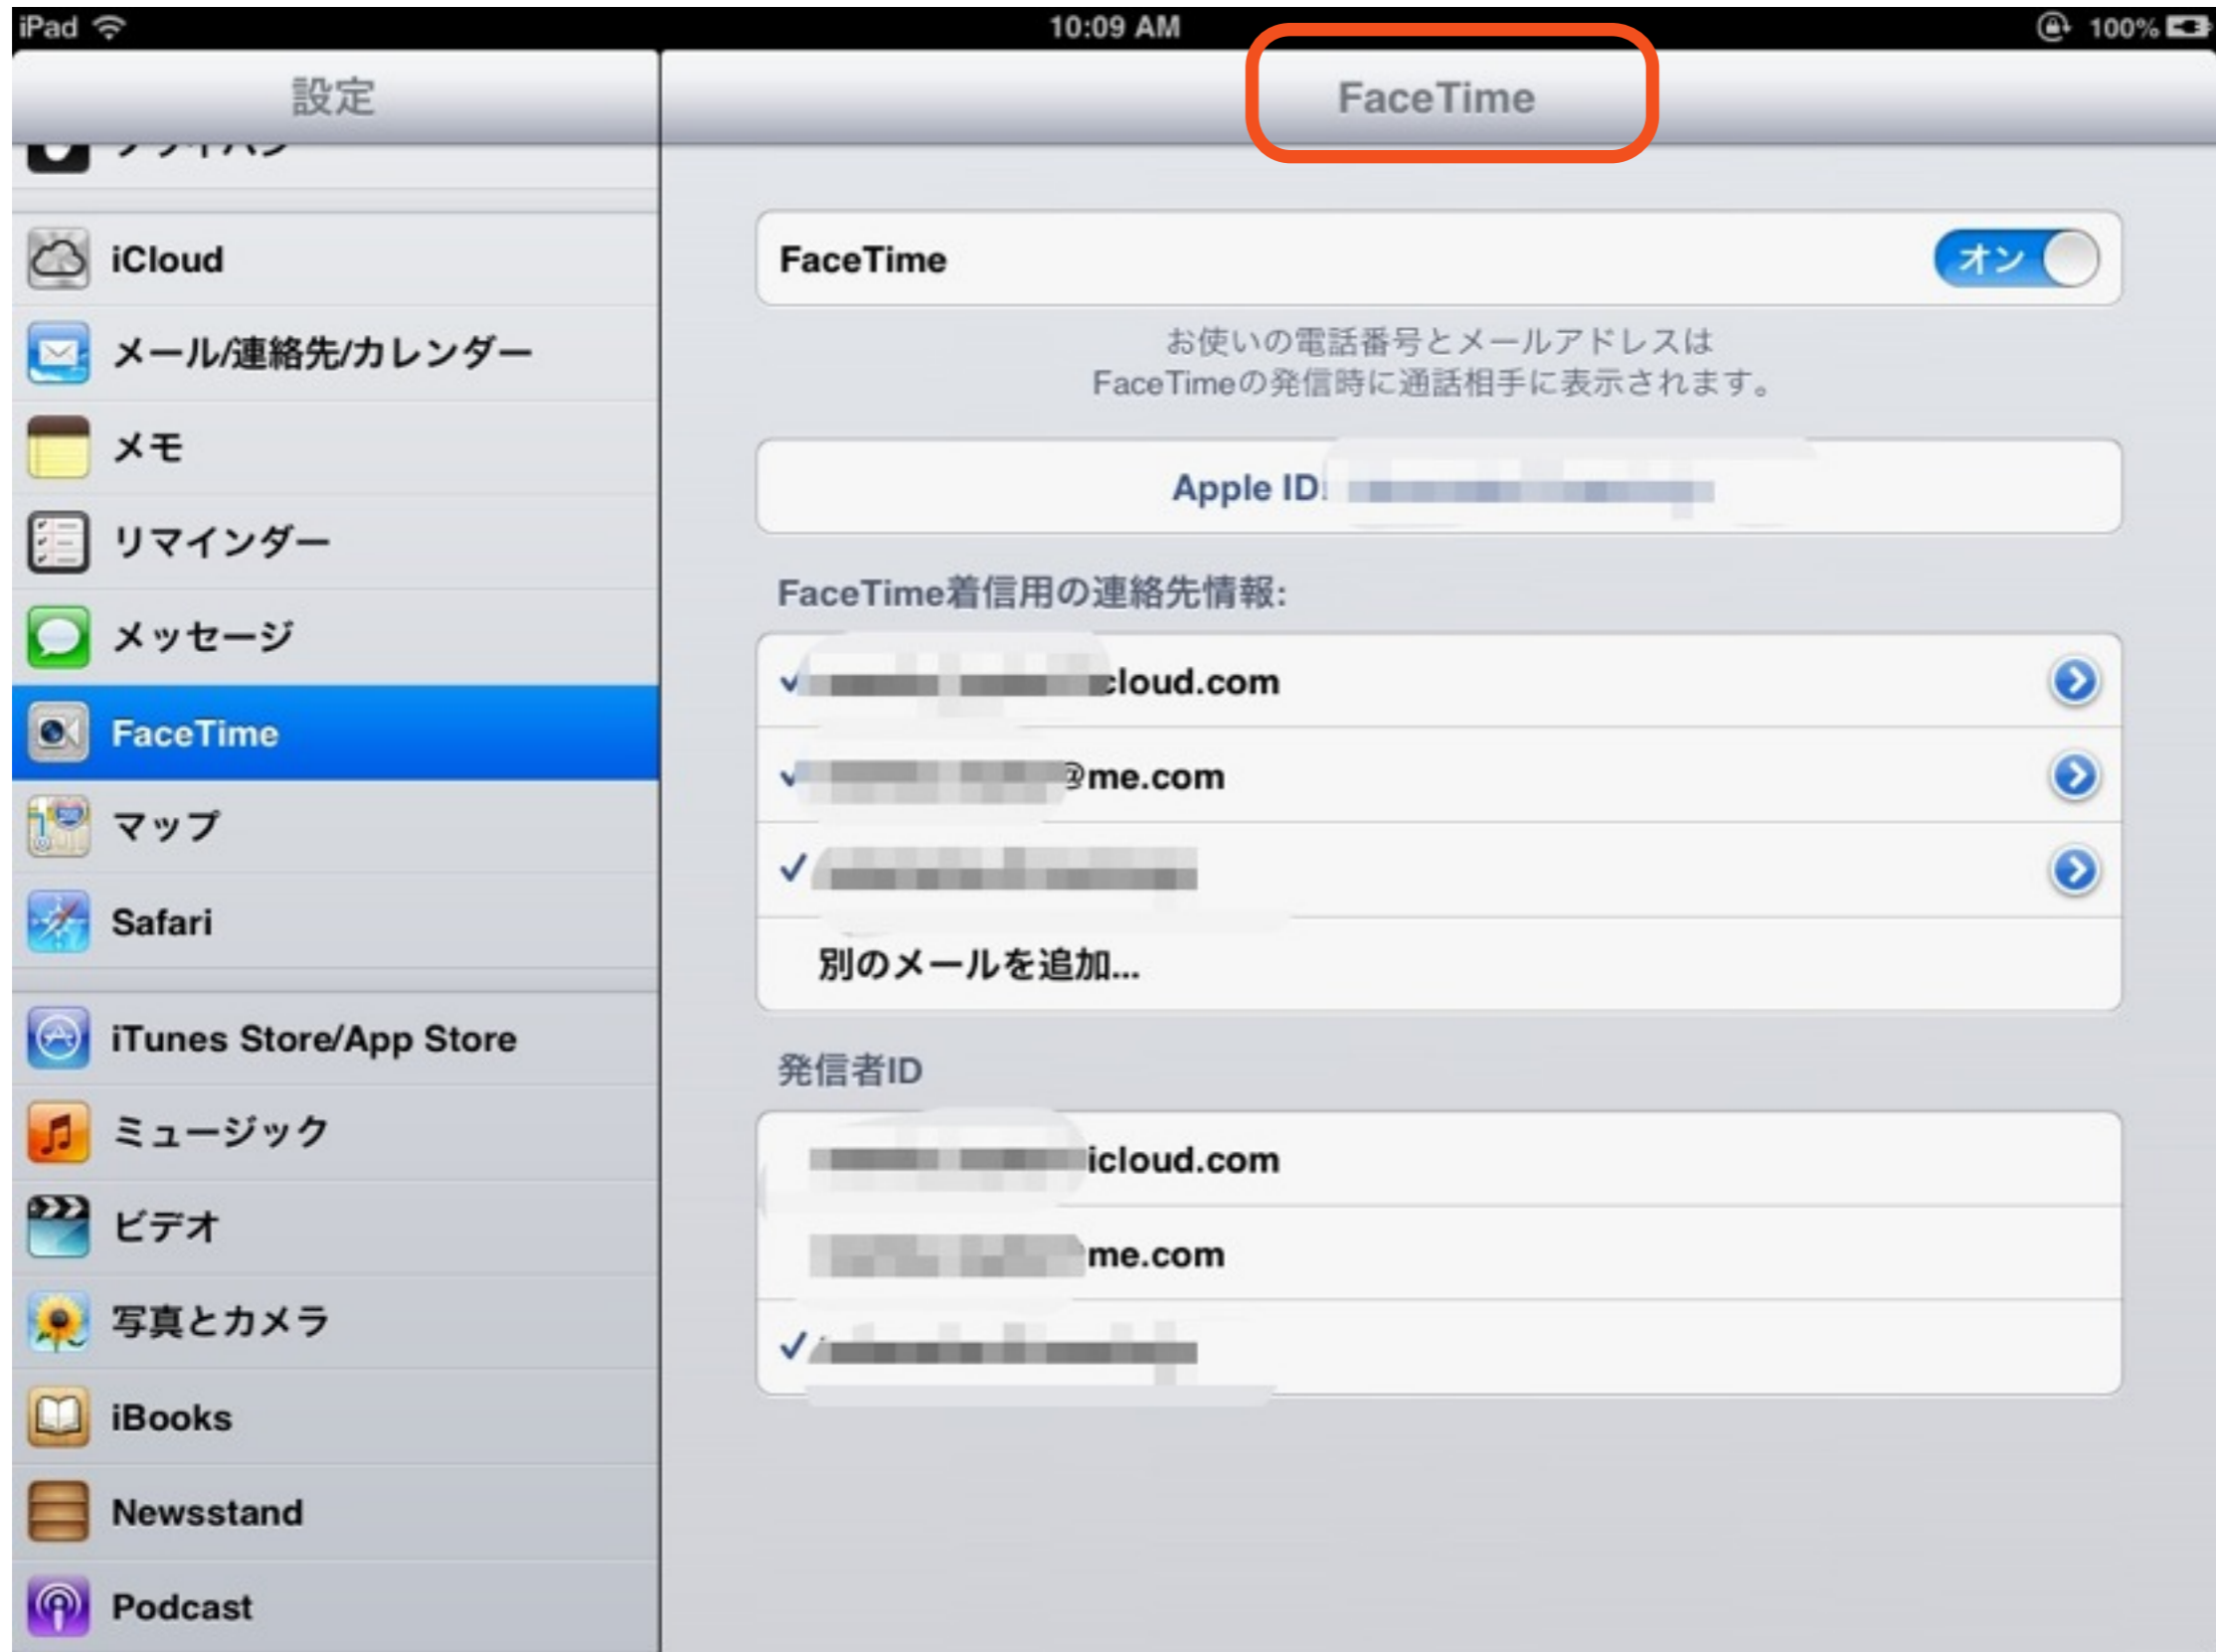 iPad
10:09 AM
100%
設定
FaceTime
iCloud
メール/連絡先/カレンダー
メモ
リマインダー
メッセージ
FaceTime
マップ
Safari
iTunes Store/App Store
ミュージック
ビデオ
写真とカメラ
iBooks
Newsstand
Podcast
FaceTime
オン
お使いの電話番号とメールアドレスは
FaceTimeの発信時に通話相手に表示されます。
Apple ID:
FaceTime着信用の連絡先情報:
cloud.com
@me.com
別のメールを追加...
発信者ID
icloud.com
me.com